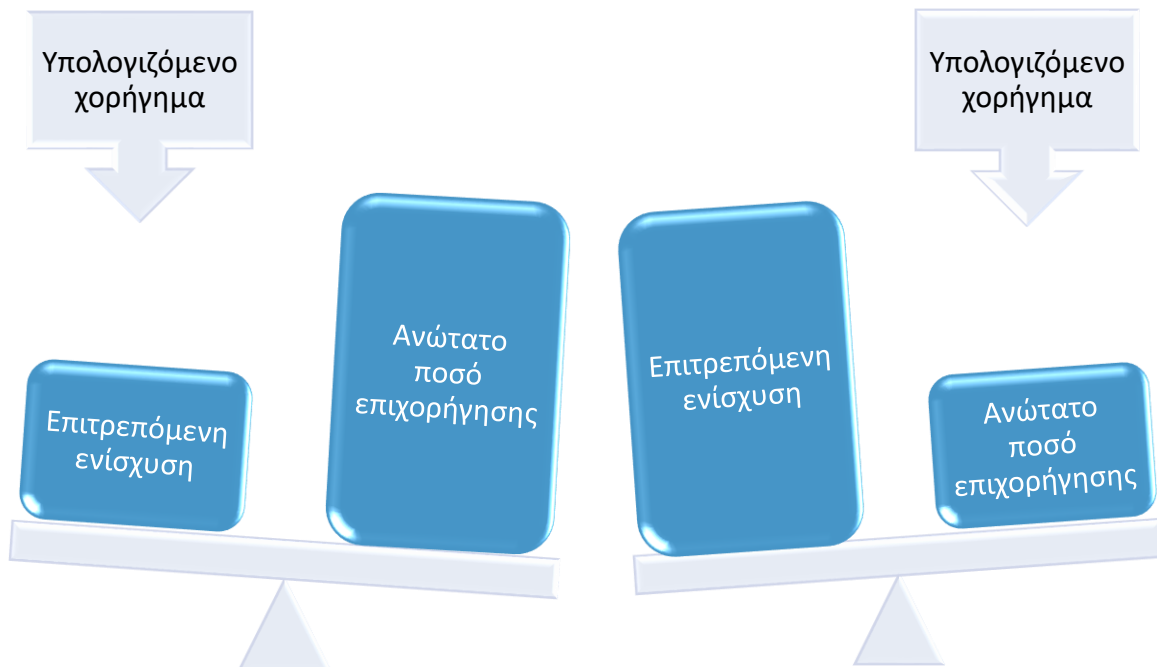 Υπολογιζόμενο
χορήγημα
Υπολογιζόμενο
χορήγημα
Ανώτατο
ποσό
επιχορήγησης
Επιτρεπόμενη
ενίσχυση
Επιτρεπόμενη
ενίσχυση
Ανώτατο
ποσό
επιχορήγησης